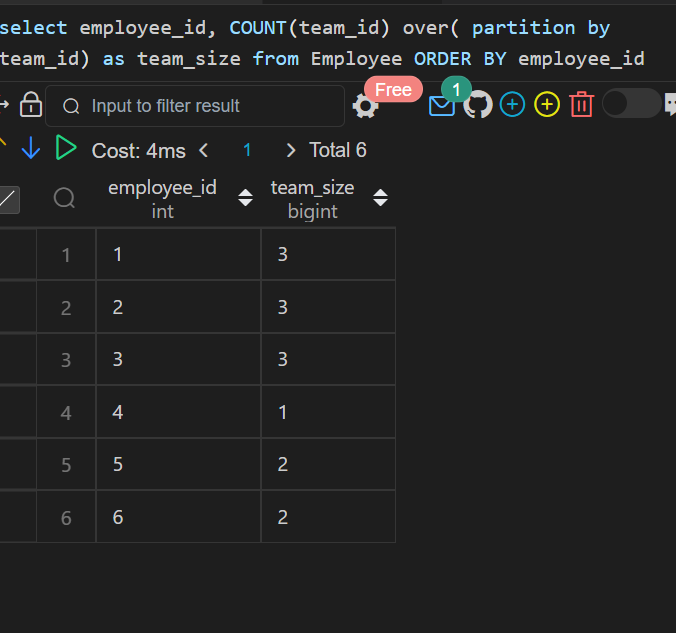 select employee_id, COUNT(team_id) over( partition by
team_id) as team_size from Employee ORDER BY employee_id
Input to filter result
Free
1
Cost: 4ms
1
Total 6
employee_id
int
team_size
bigint
1 1 3
2 2 3
3 3 3
4 4 1
5 5 2
6 6 2